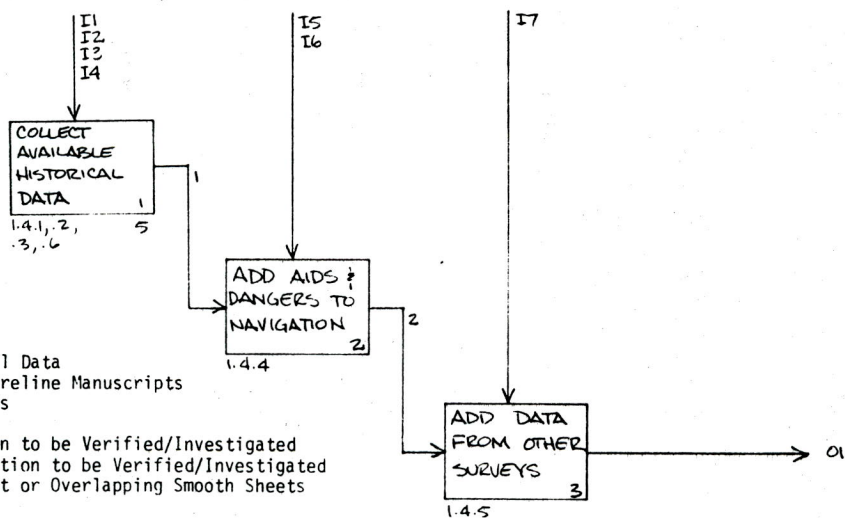 I1
I2
I3
I4
I5
I6
I7
COLLECT
AVAILABLE
HISTORICAL
DATA
1
1.4.1, .2,
.3, .6
5
1
ADD AIDS &
DANGERS TO
NAVIGATION
2
1.4.4
2
l Data
reline Manuscripts
s
n to be Verified/Investigated
tion to be Verified/Investigated
t or Overlapping Smooth Sheets
ADD DATA
FROM OTHER
SURVEYS
3
1.4.5
O1